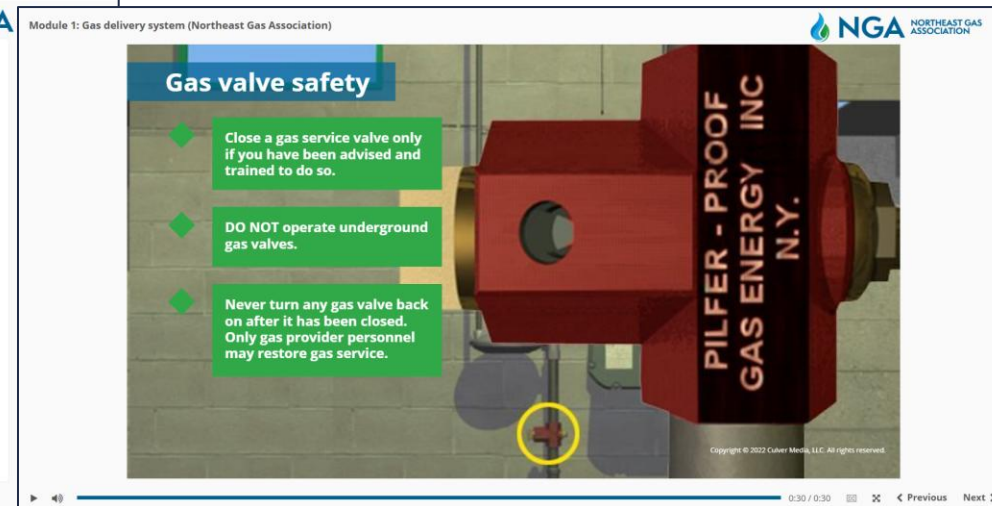 Module 1: Gas delivery system (Northeast Gas Association)
NGA NORTHEAST GAS
ASSOCIATION
Gas valve safety
Close a gas service valve only
if you have been advised and
trained to do so.
DO NOT operate underground
gas valves.
Never turn any gas valve back
on after it has been closed.
Only gas provider personnel
may restore gas service.
PILFER - PROOF
GAS ENERGY INC
N.Y.
Copyright © 2022 Culver Media, LLC. All rights reserved.
0:30 / 0:30
Previous Next